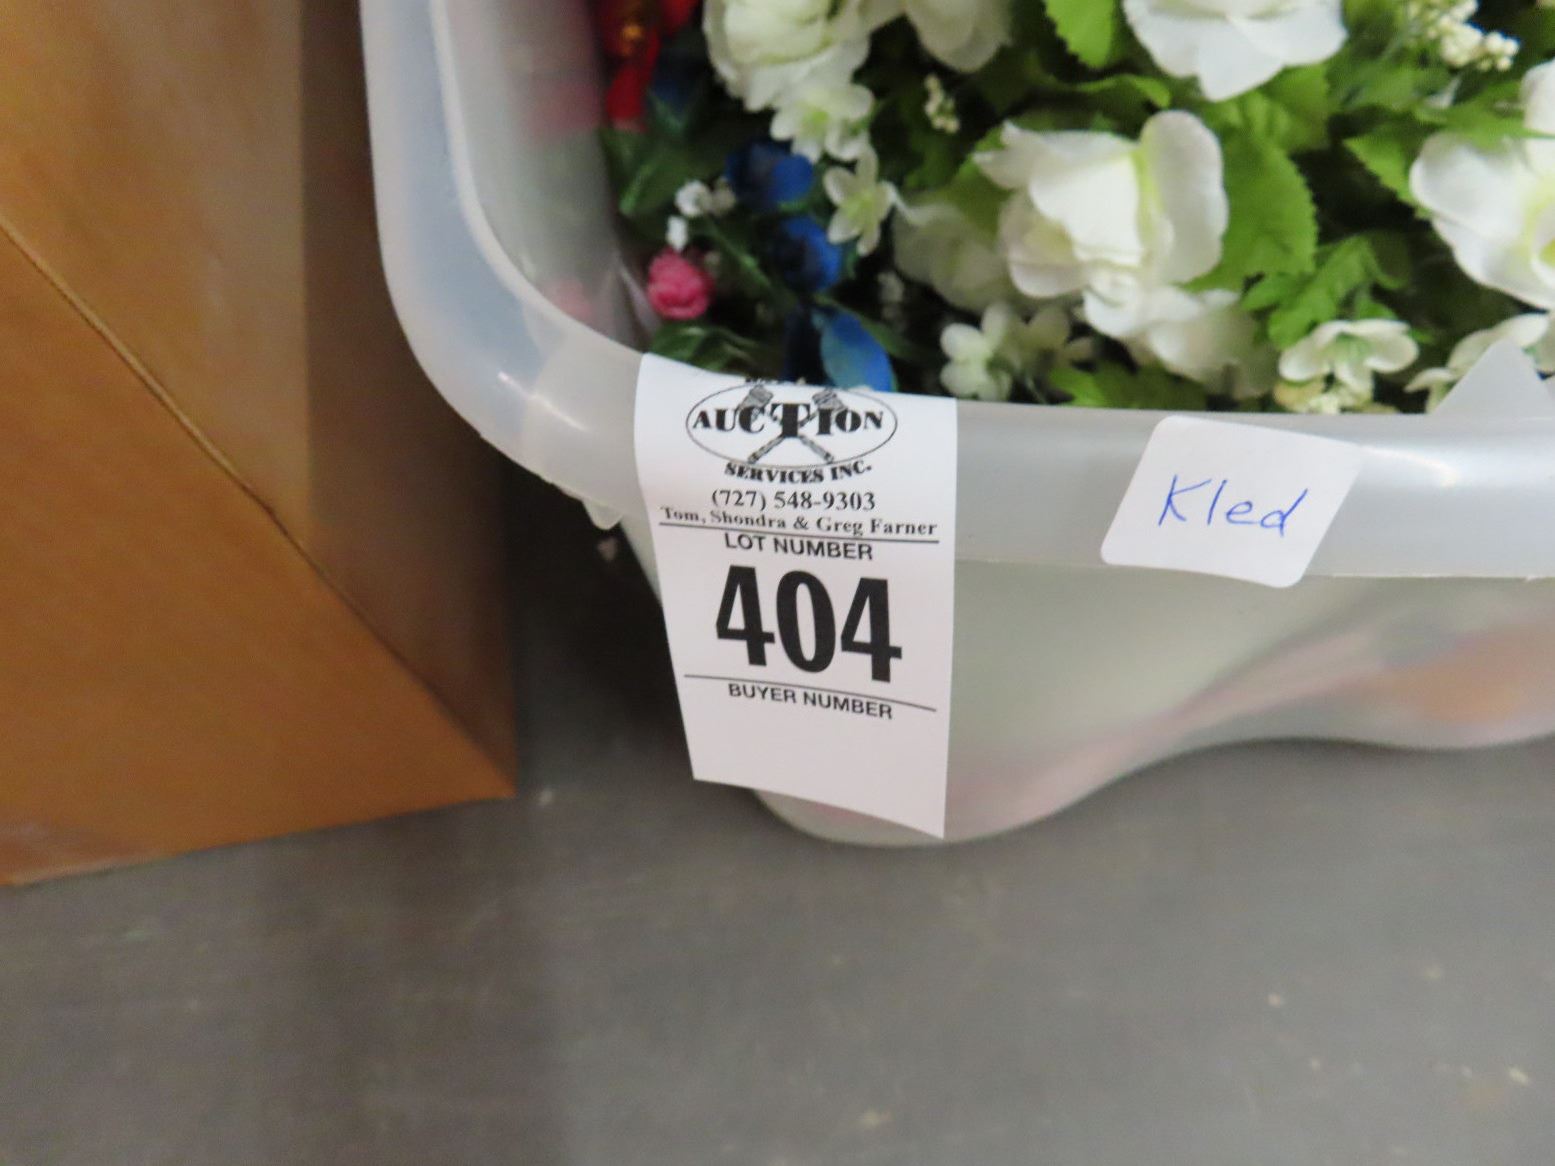 AUCTION
SERVICES INC.
(727) 548-9303
Tom, Shondra & Greg Farner
LOT NUMBER
404
BUYER NUMBER
Kled